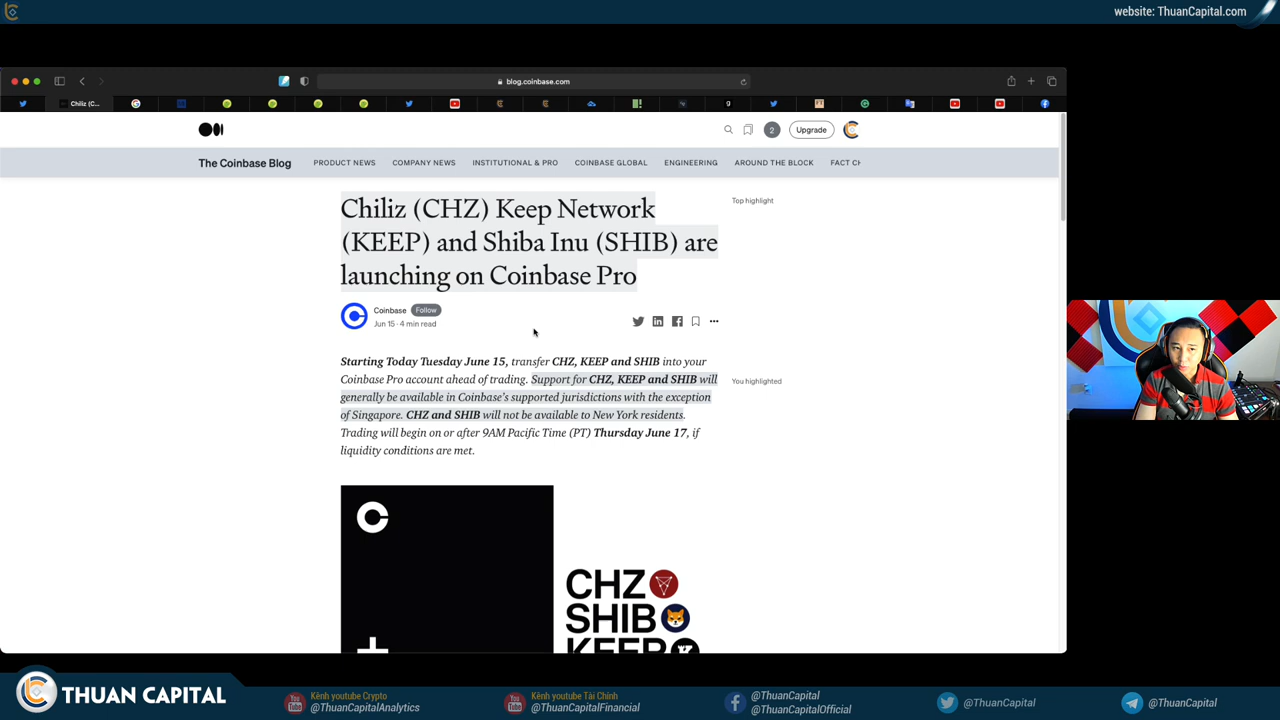 website: ThuanCapital.com
blog.coinbase.com
Chiliz (C...
2
Upgrade
The Coinbase Blog
PRODUCT NEWS
COMPANY NEWS
INSTITUTIONAL & PRO
COINBASE GLOBAL
ENGINEERING
AROUND THE BLOCK
FACT CH
Chiliz (CHZ) Keep Network
(KEEP) and Shiba Inu (SHIB) are
launching on Coinbase Pro
Top highlight
Coinbase
Follow
Jun 15 · 4 min read
Starting Today Tuesday June 15, transfer CHZ, KEEP and SHIB into your
Coinbase Pro account ahead of trading. Support for CHZ, KEEP and SHIB will
generally be available in Coinbase's supported jurisdictions with the exception
of Singapore. CHZ and SHIB will not be available to New York residents.
Trading will begin on or after 9AM Pacific Time (PT) Thursday June 17, if
liquidity conditions are met.
You highlighted
CHZ
SHIB
KEEP
THUAN CAPITAL
Kênh youtube Crypto
@ThuanCapitalAnalytics
Kênh youtube Tài Chính
@ThuanCapitalFinancial
@ThuanCapital
@ThuanCapitalOfficial
@ThuanCapital
@ThuanCapital